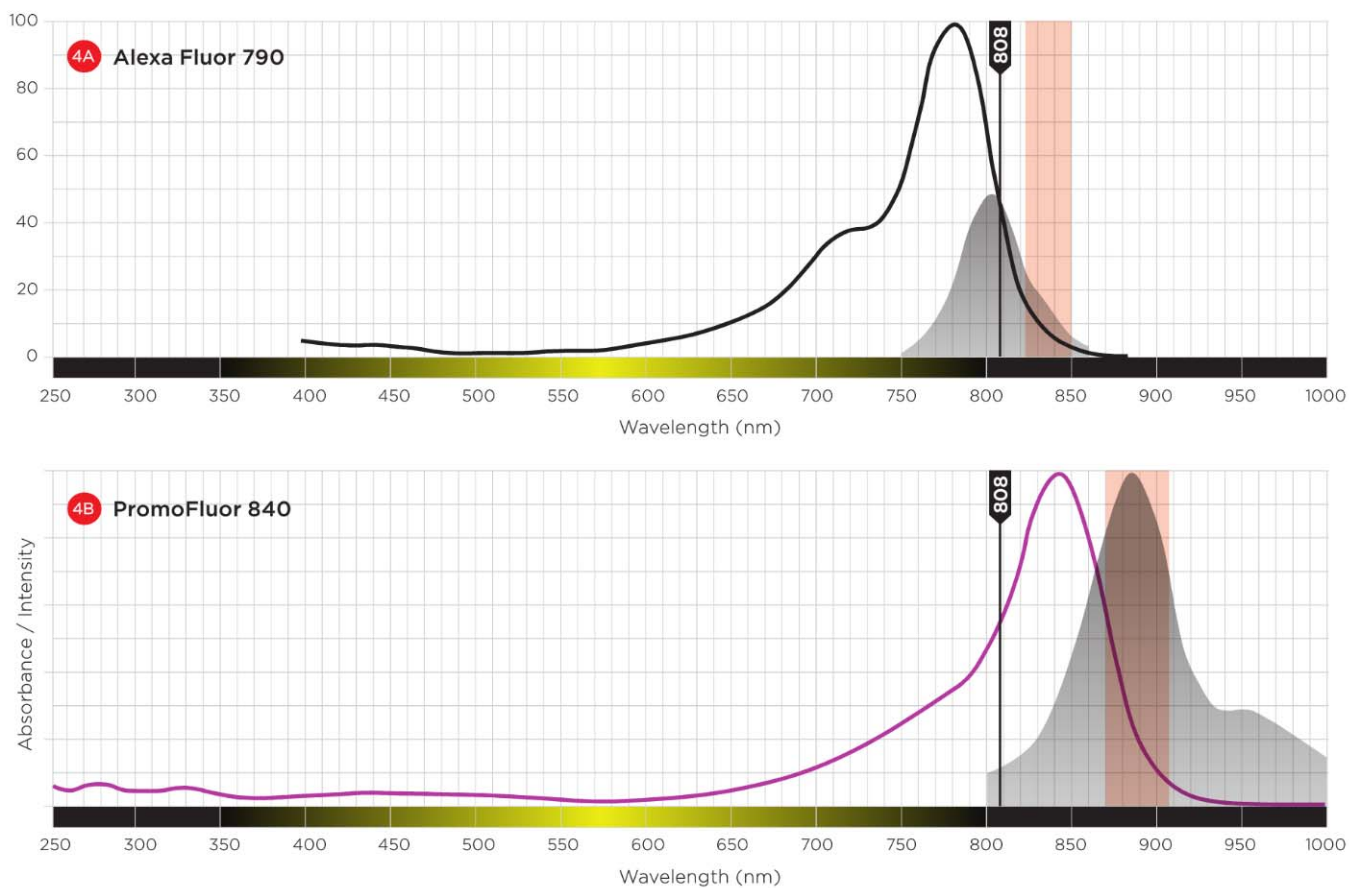 100
4A Alexa Fluor 790
808
80
60
40
20
0
250 300 350 400 450 500 550 600 650 700 750 800 850 900 950 1000
Wavelength (nm)
4B PromoFluor 840
808
Absorbance / Intensity
250 300 350 400 450 500 550 600 650 700 750 800 850 900 950 1000
Wavelength (nm)